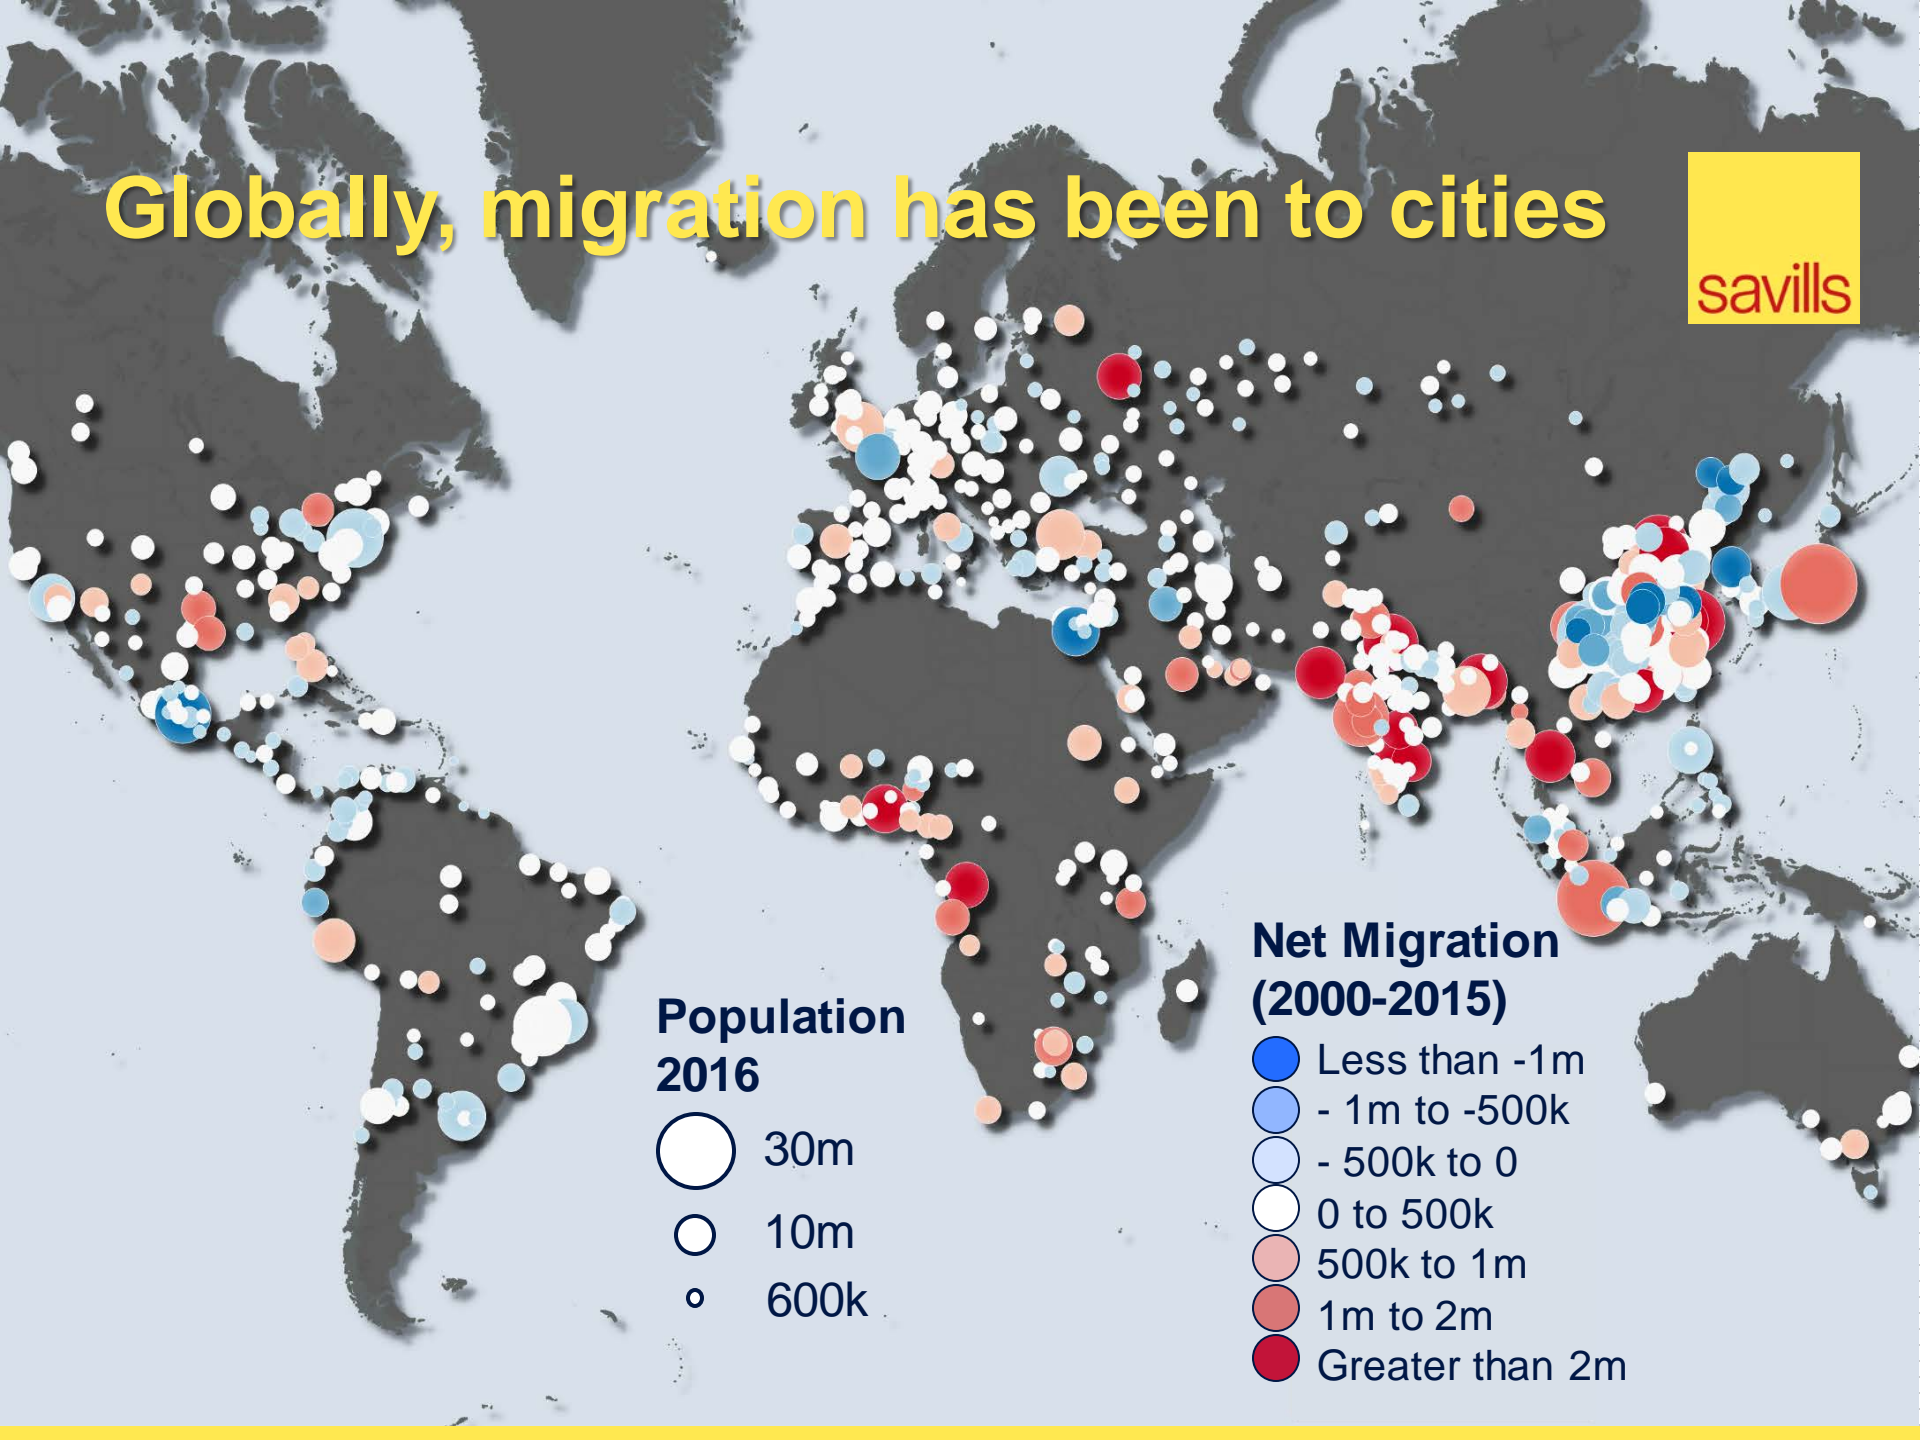 Globally, migration has been to cities
savills
Population
2016
30m
10m
600k
Net Migration
(2000-2015)
Less than -1m
- 1m to -500k
- 500k to 0
0 to 500k
500k to 1m
1m to 2m
Greater than 2m